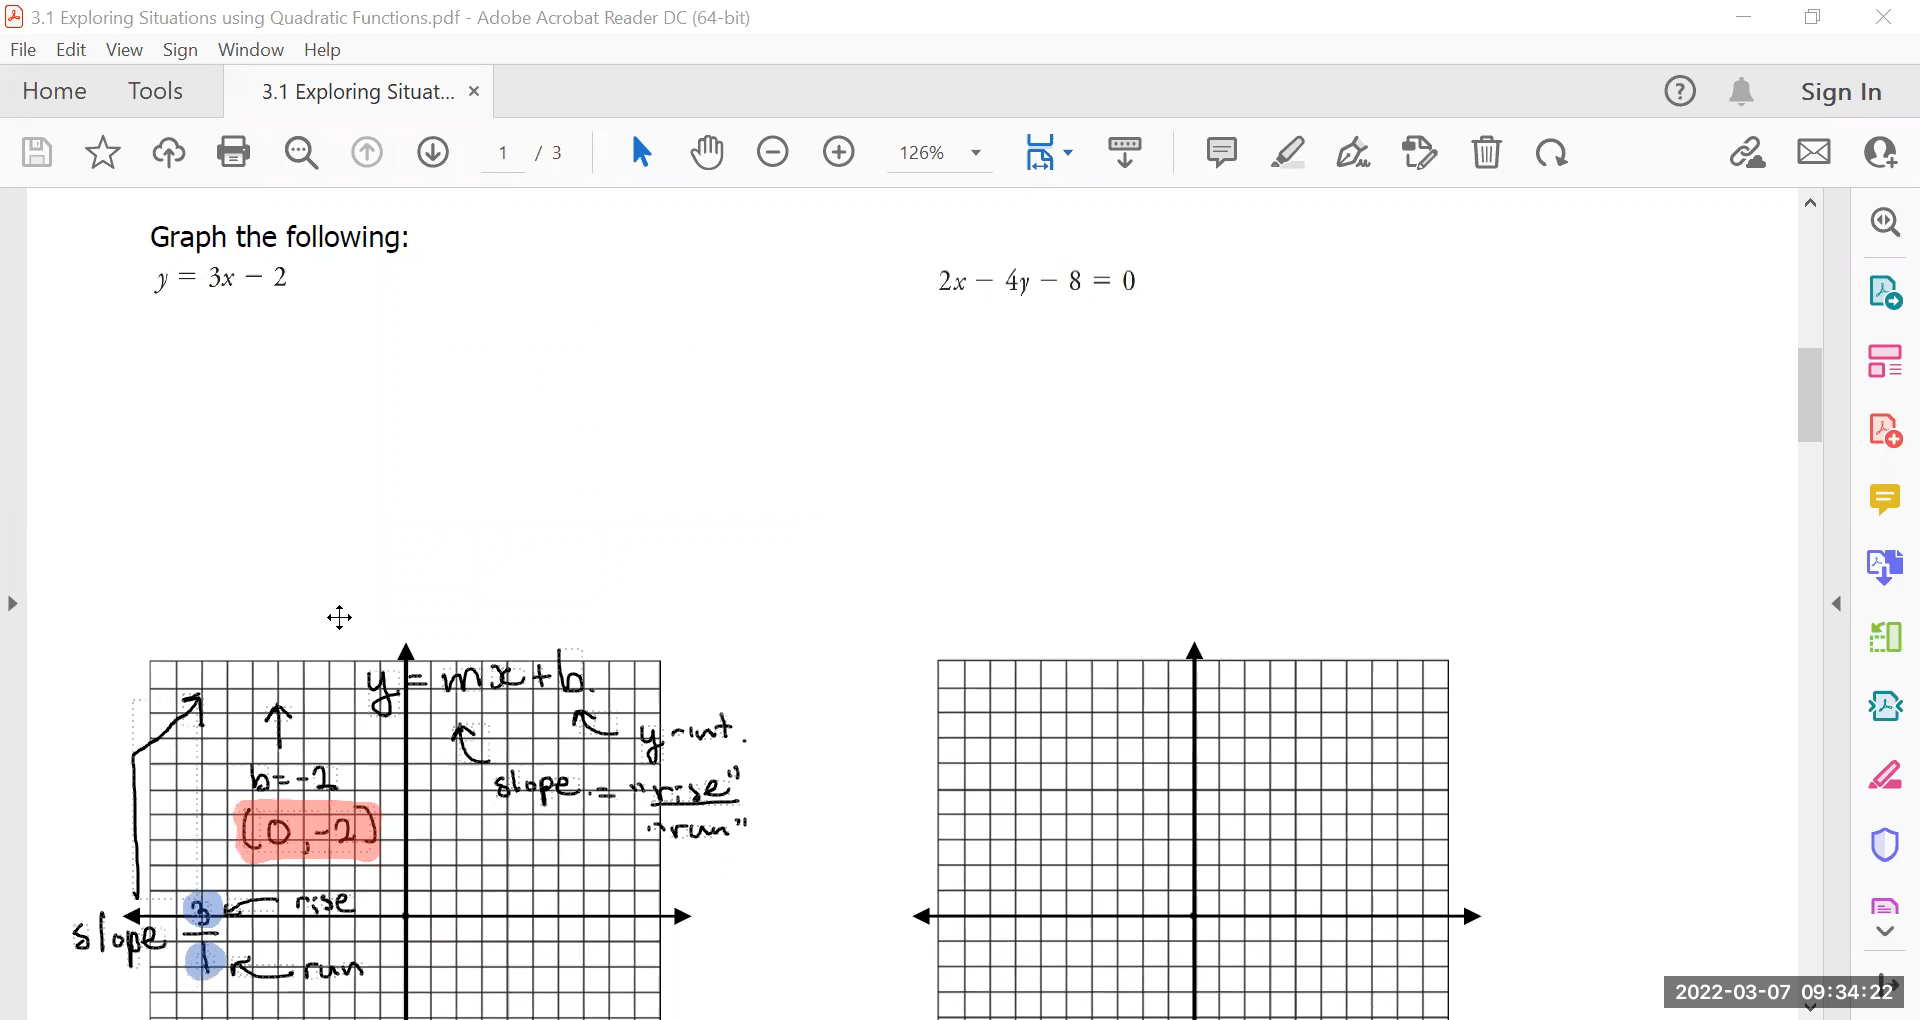 3.1 Exploring Situations using Quadratic Functions.pdf - Adobe Acrobat Reader DC (64-bit)
File Edit View Sign Window Help
Home Tools 3.1 Exploring Situat... × ? Sign In
1 / 3 126%
Graph the following:
y = 3x − 2
2x − 4y − 8 = 0
y = mx+b.
y-int.
b=-2
slope. = "rise"
"run"
(0, -2)
3 rise
slope
1 run
2022-03-07 09:34:22